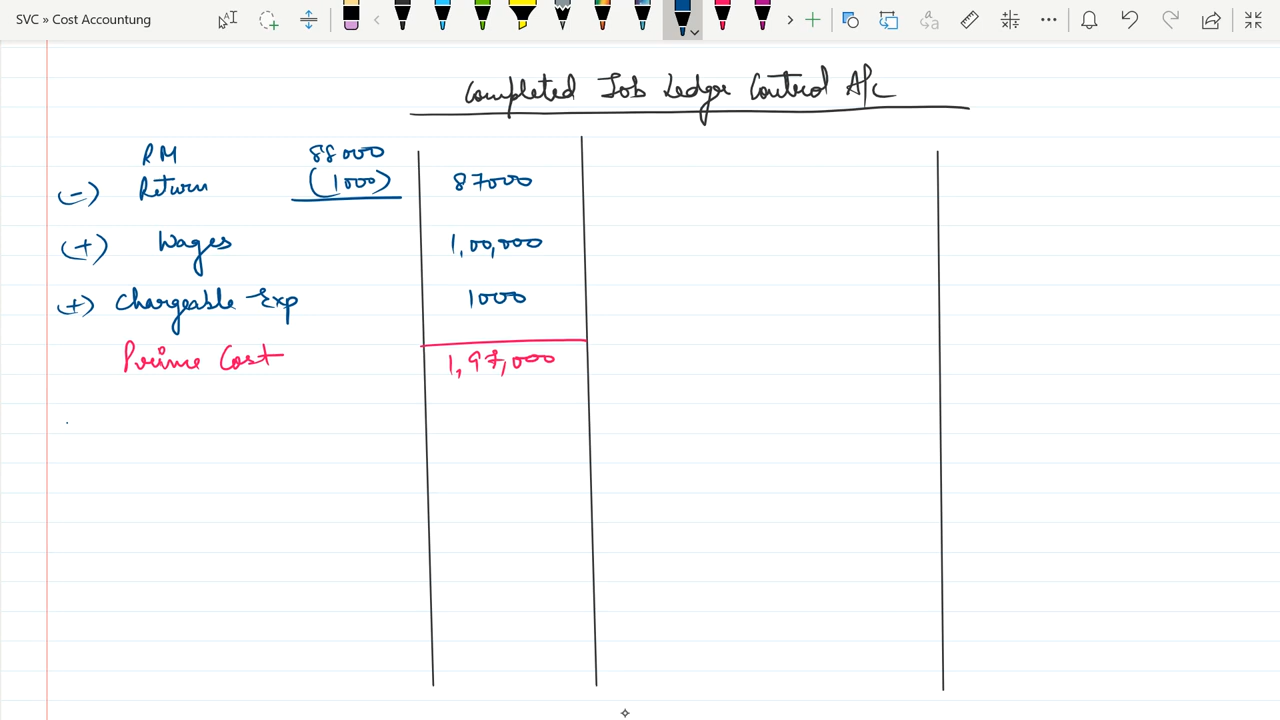 SVC » Cost Accountung
Completed Job Ledger Control A/c
RM 88000
(-) Return (1000) 87000
(+) Wages 1,00,000
(+) Chargeable Exp 1000
Prime Cost 1,97,000